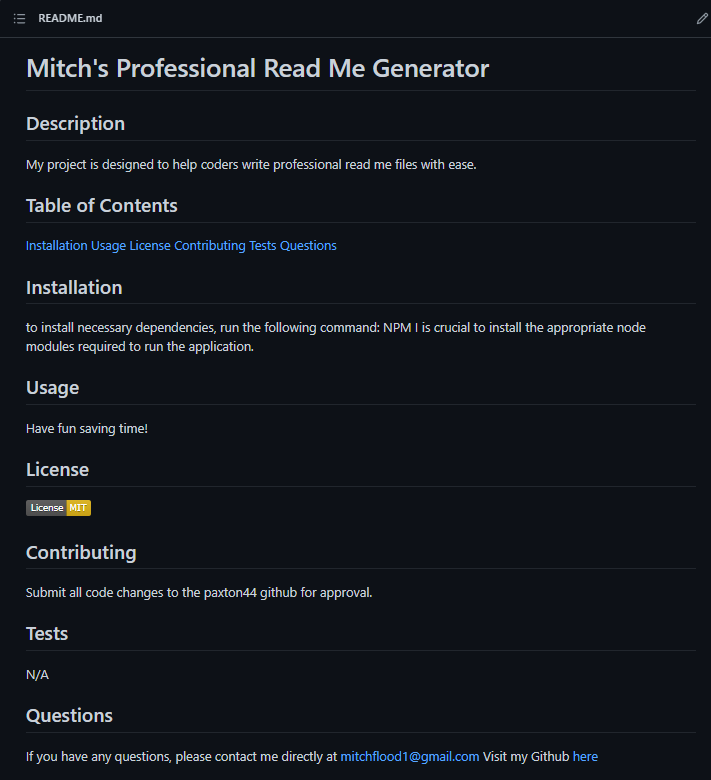 README.md
Mitch's Professional Read Me Generator
Description
My project is designed to help coders write professional read me files with ease.
Table of Contents
Installation Usage License Contributing Tests Questions
Installation
to install necessary dependencies, run the following command: NPM I is crucial to install the appropriate node
modules required to run the application.
Usage
Have fun saving time!
License
License MIT
Contributing
Submit all code changes to the paxton44 github for approval.
Tests
N/A
Questions
If you have any questions, please contact me directly at mitchflood1@gmail.com Visit my Github here